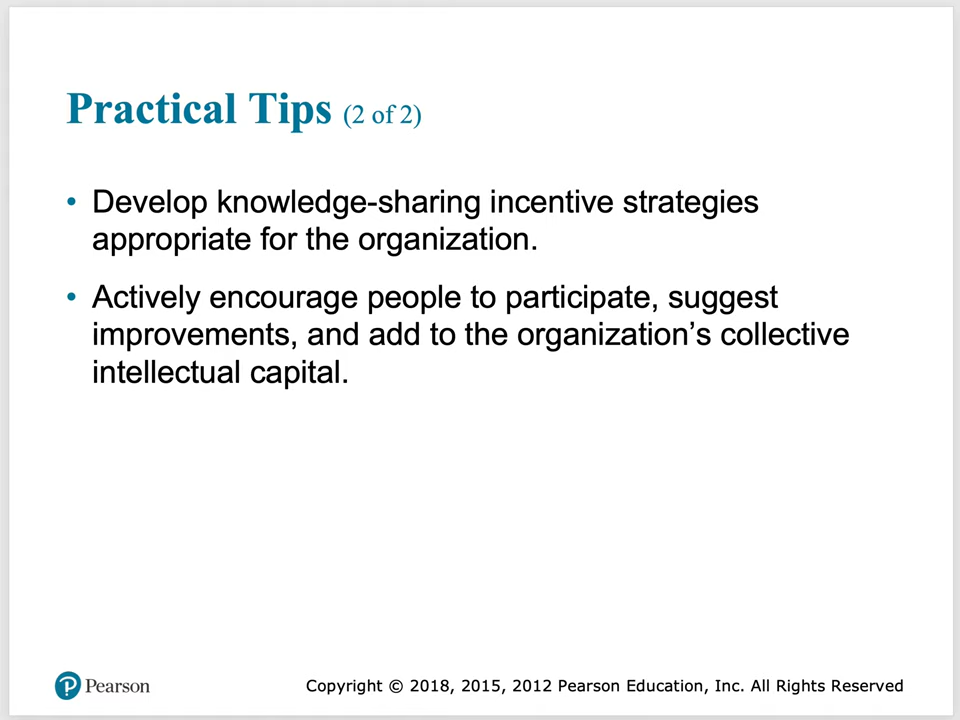 Practical Tips (2 of 2)
• Develop knowledge-sharing incentive strategies
appropriate for the organization.
• Actively encourage people to participate, suggest
improvements, and add to the organization’s collective
intellectual capital.
P Pearson
Copyright © 2018, 2015, 2012 Pearson Education, Inc. All Rights Reserved